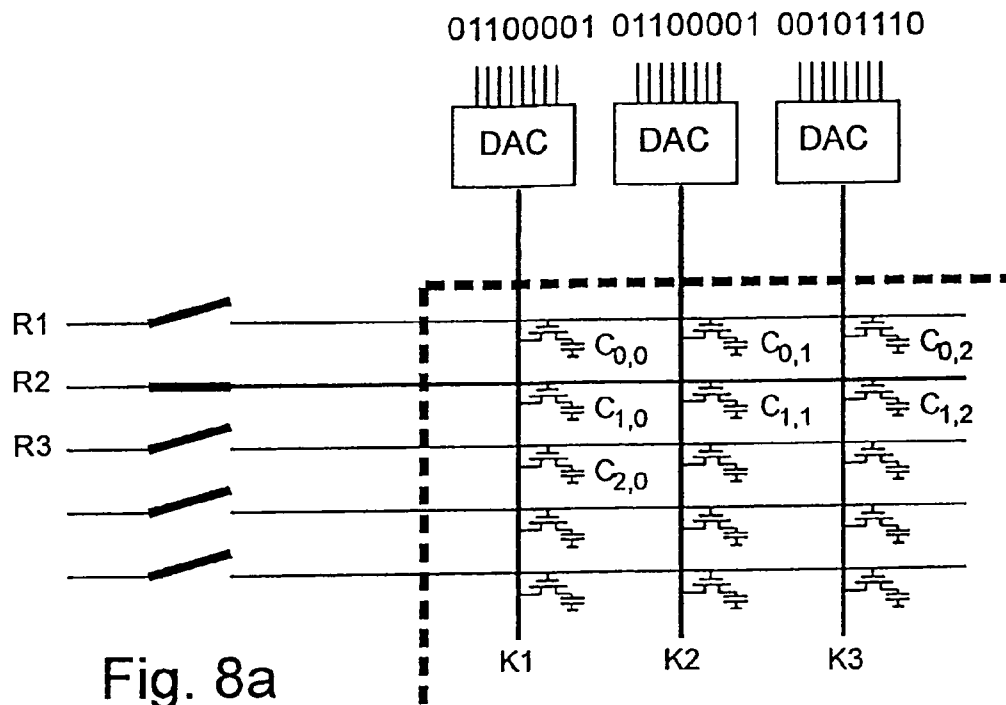 01100001 01100001 00101110
DAC DAC DAC
R1
C0,0 C0,1 C0,2
R2
C1,0 C1,1 C1,2
R3
C2,0
K1 K2 K3
Fig. 8a